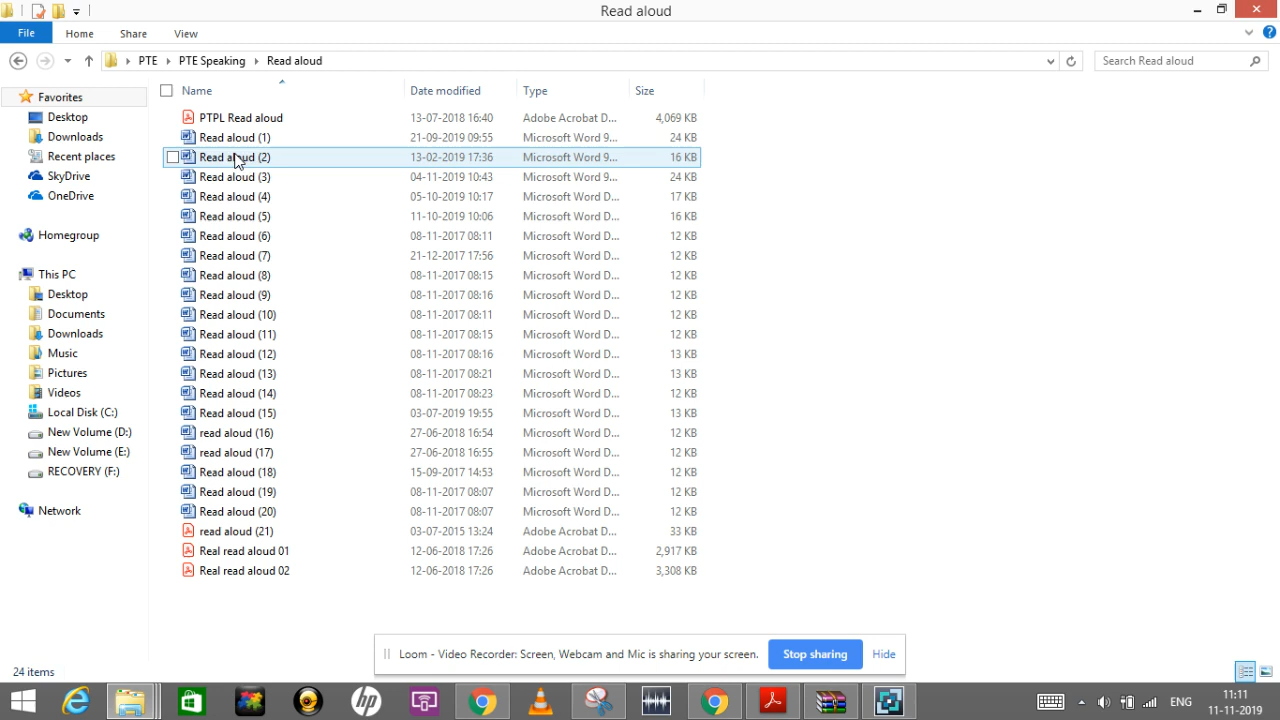 Read aloud
File Home Share View
PTE PTE Speaking Read aloud Search Read aloud
Name Date modified Type Size
Favorites
Desktop
Downloads
Recent places
SkyDrive
OneDrive
Homegroup
This PC
Desktop
Documents
Downloads
Music
Pictures
Videos
Local Disk (C:)
New Volume (D:)
New Volume (E:)
RECOVERY (F:)
Network
PTPL Read aloud 13-07-2018 16:40 Adobe Acrobat D... 4,069 KB
Read aloud (1) 21-09-2019 09:55 Microsoft Word 9... 24 KB
Read aloud (2) 13-02-2019 17:36 Microsoft Word 9... 16 KB
Read aloud (3) 04-11-2019 10:43 Microsoft Word 9... 24 KB
Read aloud (4) 05-10-2019 10:17 Microsoft Word D... 17 KB
Read aloud (5) 11-10-2019 10:06 Microsoft Word D... 16 KB
Read aloud (6) 08-11-2017 08:11 Microsoft Word D... 12 KB
Read aloud (7) 21-12-2017 17:56 Microsoft Word D... 12 KB
Read aloud (8) 08-11-2017 08:15 Microsoft Word D... 12 KB
Read aloud (9) 08-11-2017 08:16 Microsoft Word D... 12 KB
Read aloud (10) 08-11-2017 08:11 Microsoft Word D... 12 KB
Read aloud (11) 08-11-2017 08:15 Microsoft Word D... 12 KB
Read aloud (12) 08-11-2017 08:16 Microsoft Word D... 13 KB
Read aloud (13) 08-11-2017 08:21 Microsoft Word D... 13 KB
Read aloud (14) 08-11-2017 08:23 Microsoft Word D... 12 KB
Read aloud (15) 03-07-2019 19:55 Microsoft Word D... 13 KB
read aloud (16) 27-06-2018 16:54 Microsoft Word D... 12 KB
read aloud (17) 27-06-2018 16:55 Microsoft Word D... 12 KB
Read aloud (18) 15-09-2017 14:53 Microsoft Word D... 12 KB
Read aloud (19) 08-11-2017 08:07 Microsoft Word D... 12 KB
Read aloud (20) 08-11-2017 08:07 Microsoft Word D... 12 KB
read aloud (21) 03-07-2015 13:24 Adobe Acrobat D... 33 KB
Real read aloud 01 12-06-2018 17:26 Adobe Acrobat D... 2,917 KB
Real read aloud 02 12-06-2018 17:26 Adobe Acrobat D... 3,308 KB
Loom - Video Recorder: Screen, Webcam and Mic is sharing your screen. Stop sharing Hide
24 items
hp ENG 11:11
11-11-2019